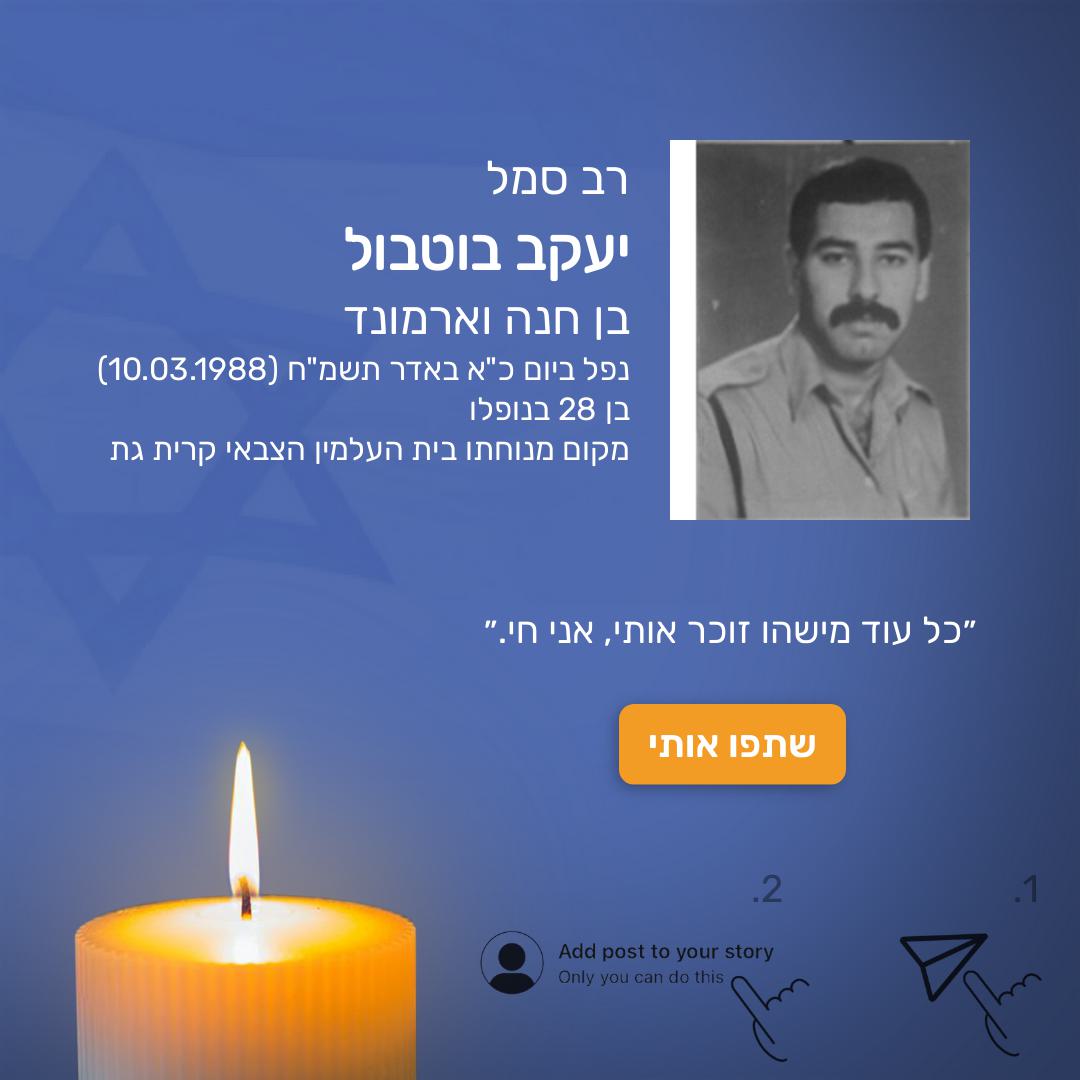 רב סמל
יעקב בוטבול
בן חנה וארמונד
נפל ביום כ"א באדר תשמ"ח (10.03.1988)
בן 28 בנופלו
מקום מנוחתו בית העלמין הצבאי קרית גת
״כל עוד מישהו זוכר אותי, אני חי.״
שתפו אותי
.1
.2
Add post to your story
Only you can do this